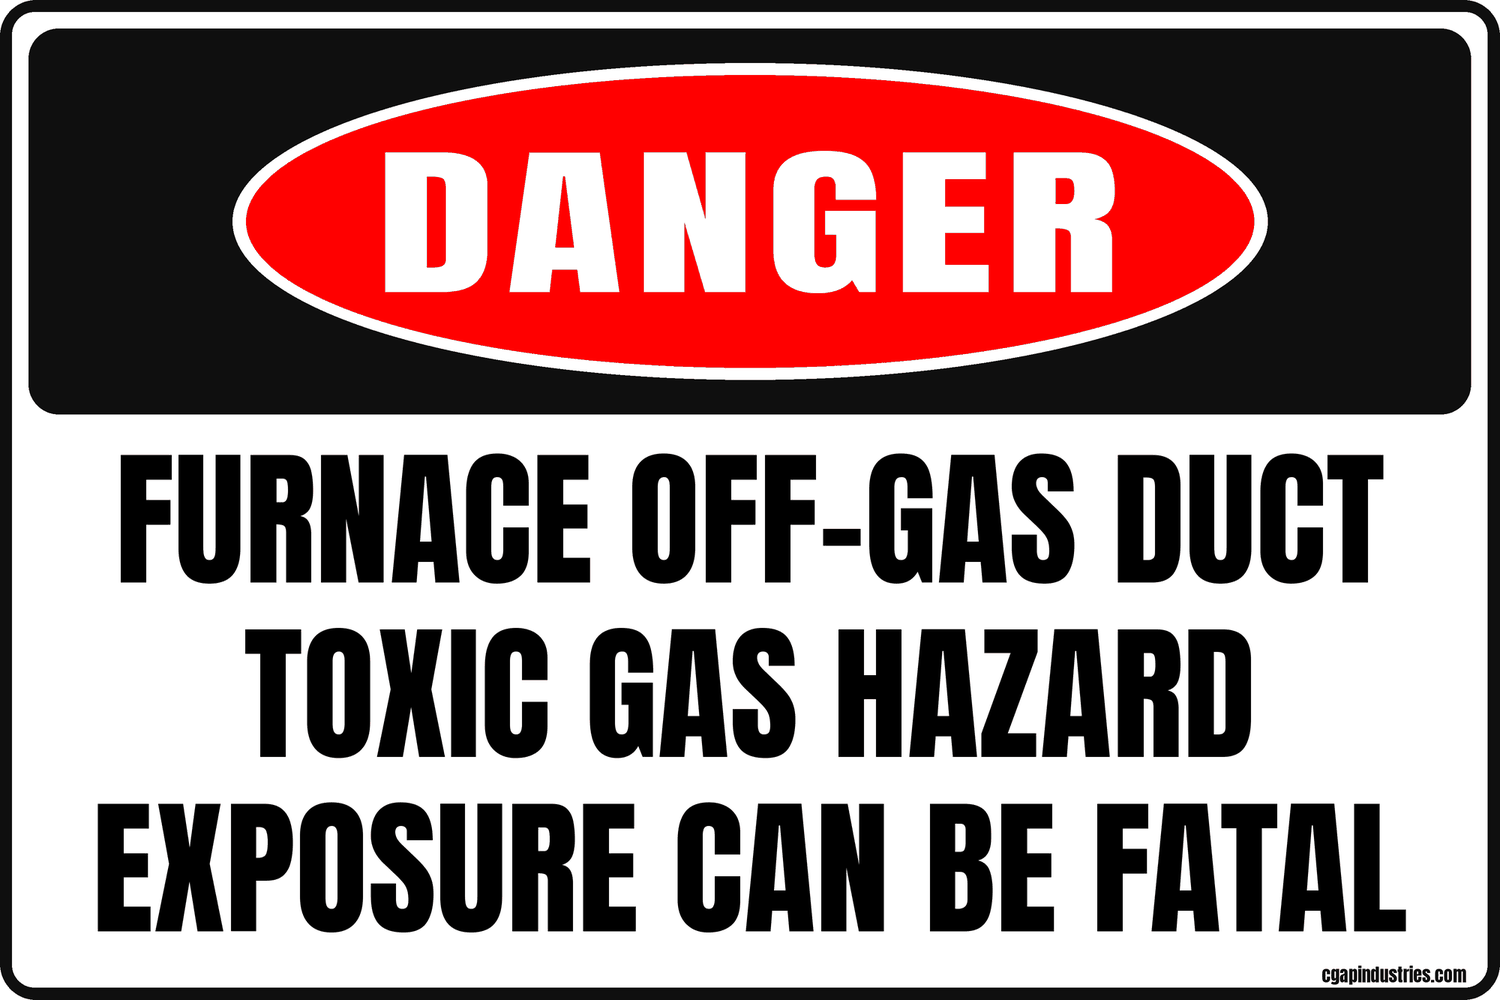 DANGER
FURNACE OFF-GAS DUCT
TOXIC GAS HAZARD
EXPOSURE CAN BE FATAL
cgapindustries.com